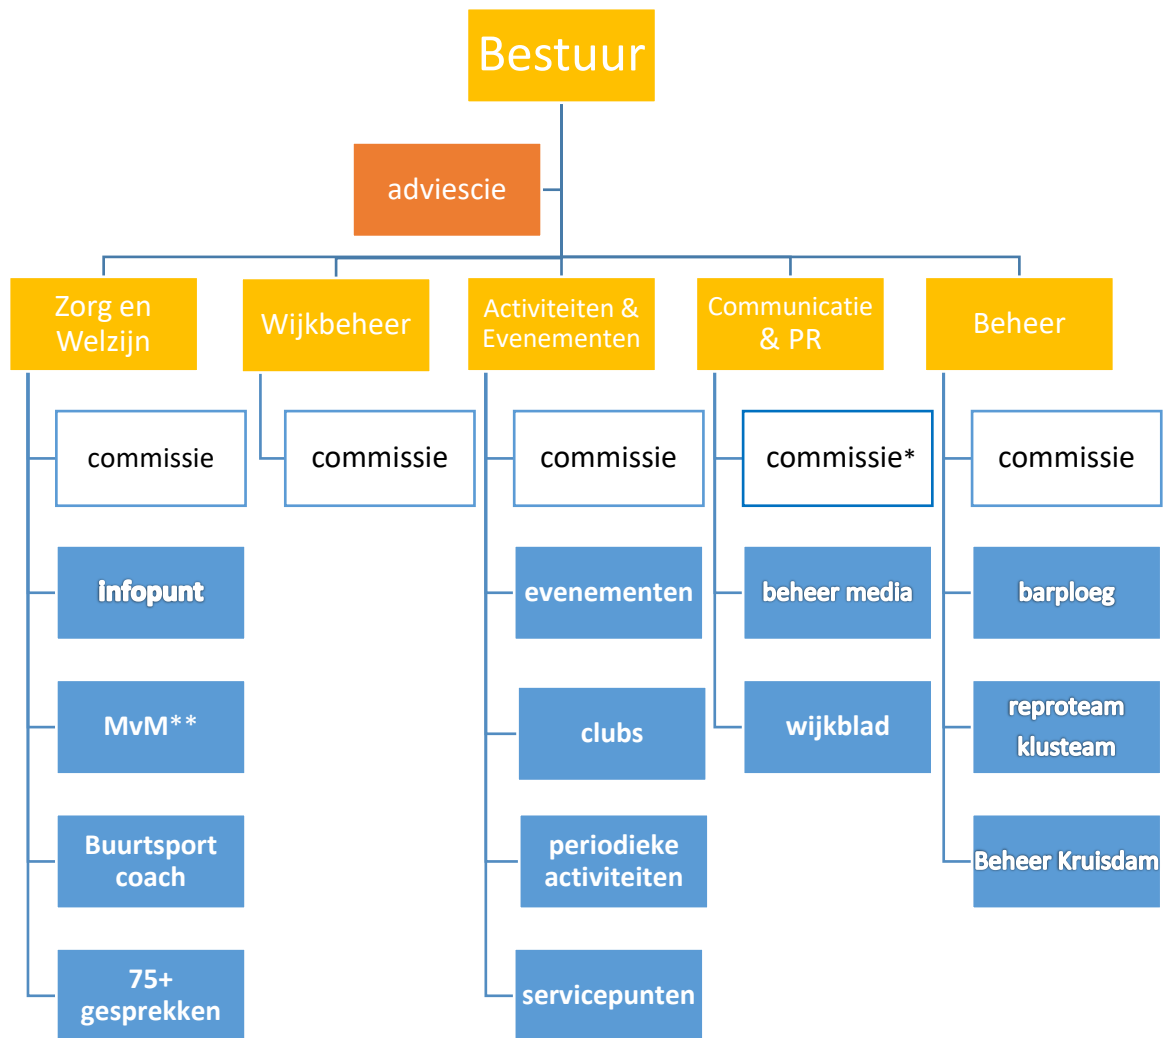 Bestuur
adviescie
Zorg en
Welzijn
Wijkbeheer
Activiteiten &
Evenementen
Communicatie
& PR
Beheer
commissie
commissie
commissie
commissie*
commissie
infopunt
evenementen
beheer media
barploeg
MvM**
clubs
wijkblad
reproteam
klusteam
Buurtsport
coach
periodieke
activiteiten
Beheer Kruisdam
75+
gesprekken
servicepunten